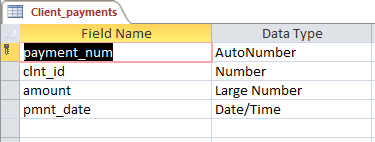 Client_payments
Field Name Data Type
payment_num AutoNumber
clnt_id Number
amount Large Number
pmnt_date Date/Time